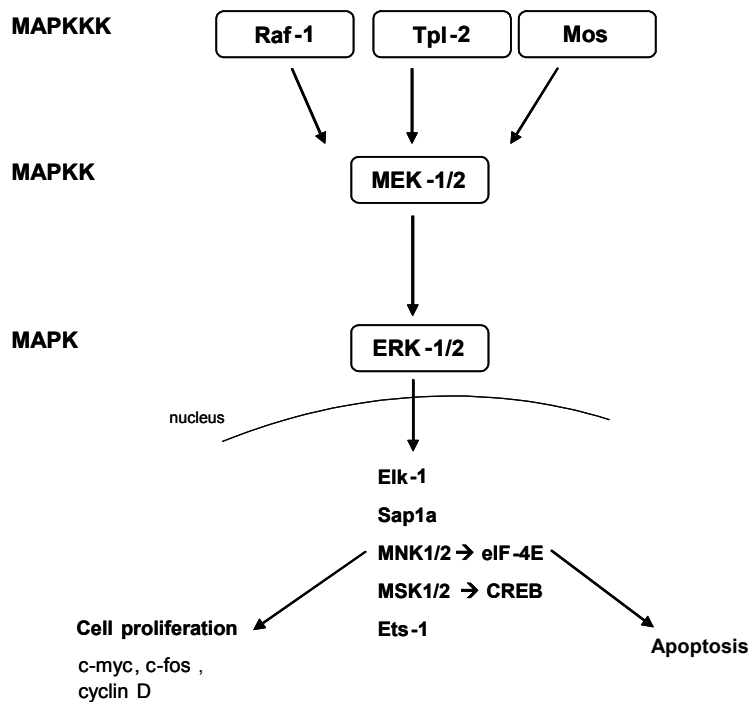 MAPKKK
Raf-1
Tpl-2
Mos
MAPKK
MEK-1/2
MAPK
ERK-1/2
nucleus
Elk-1
Sap1a
MNK1/2 → eIF-4E
MSK1/2 → CREB
Ets-1
Cell proliferation
c-myc, c-fos ,
cyclin D
Apoptosis